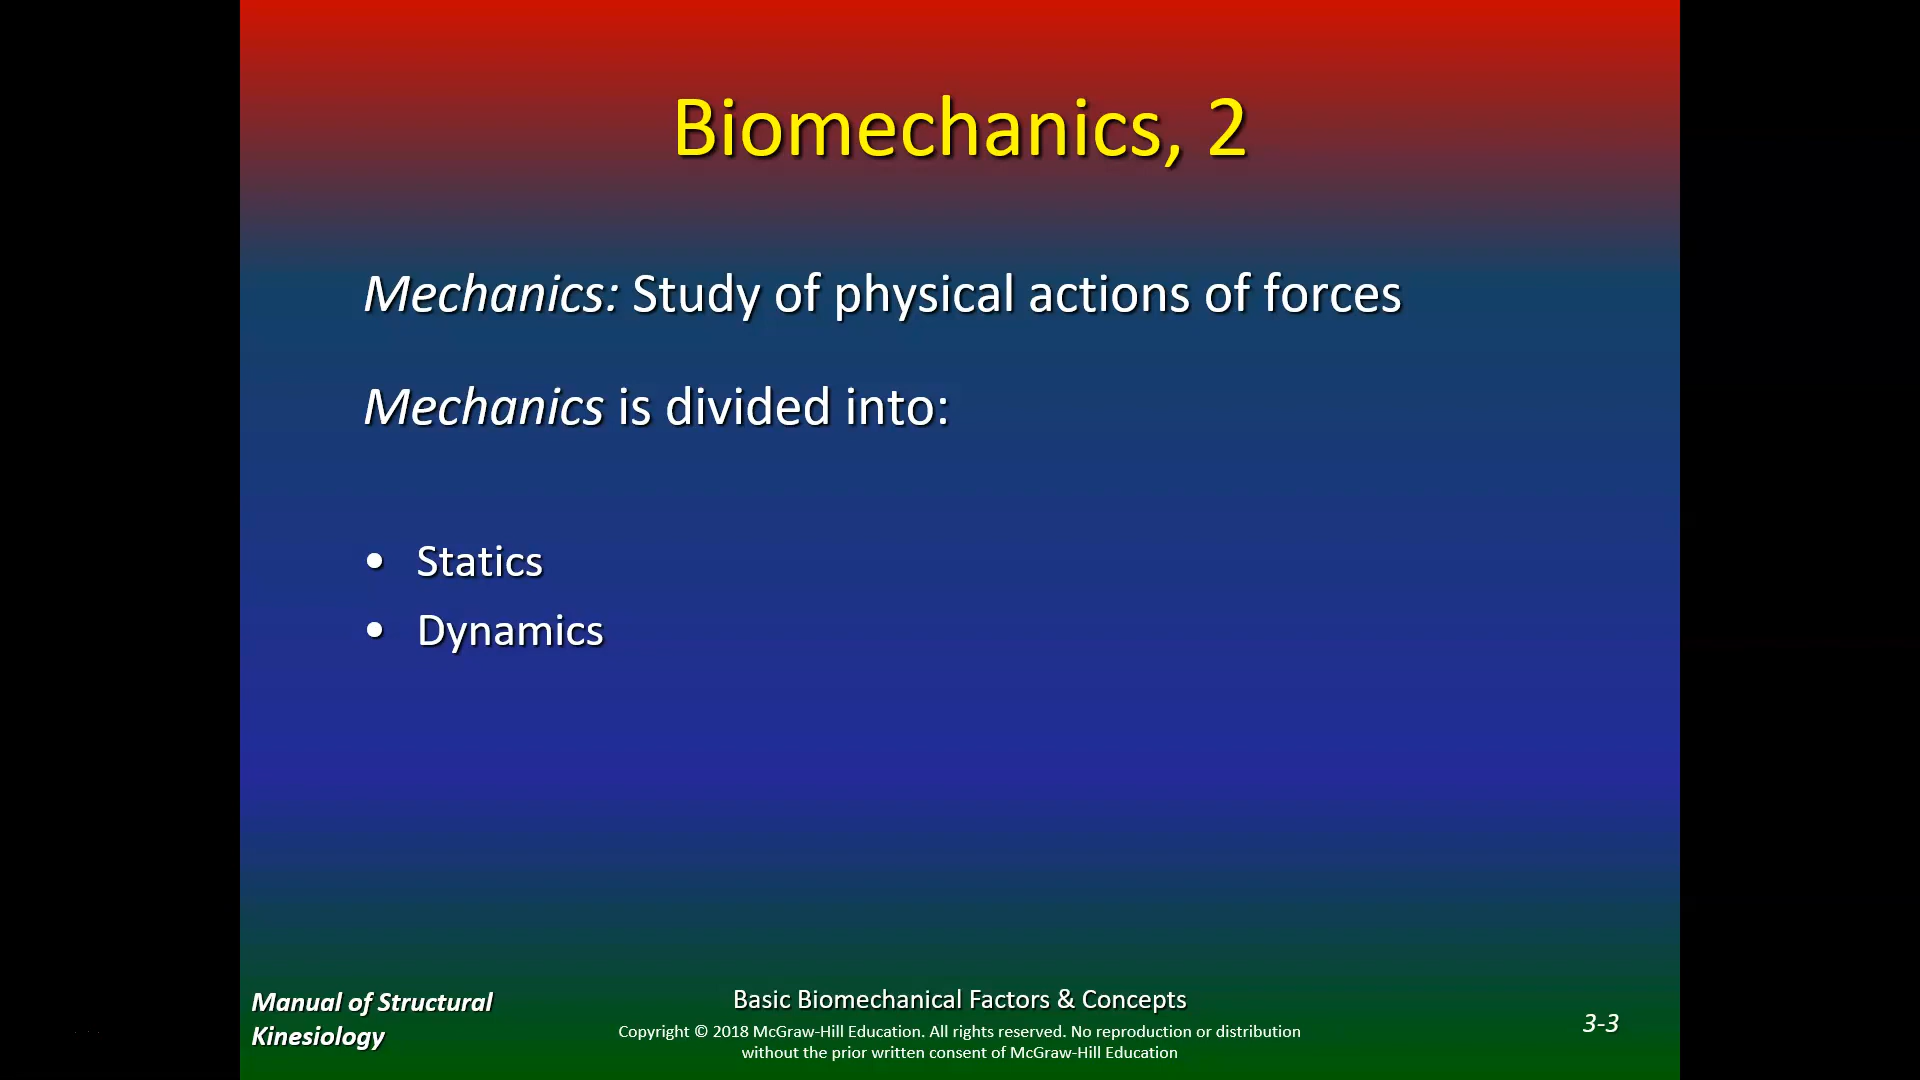 Biomechanics, 2
Mechanics: Study of physical actions of forces
Mechanics is divided into:
• Statics
• Dynamics
Manual of Structural
Kinesiology
Basic Biomechanical Factors & Concepts
Copyright © 2018 McGraw-Hill Education. All rights reserved. No reproduction or distribution
without the prior written consent of McGraw-Hill Education
3-3